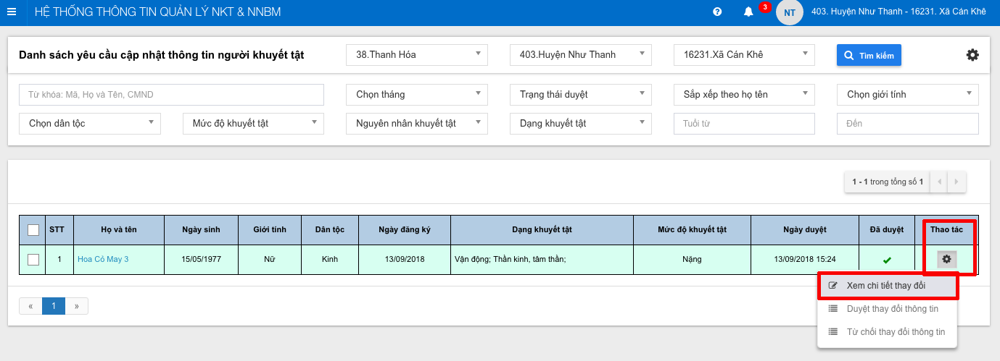 HỆ THỐNG THÔNG TIN QUẢN LÝ NKT & NNBM
3
NT
403. Huyện Như Thanh - 16231. Xã Cán Khê
Danh sách yêu cầu cập nhật thông tin người khuyết tật
38.Thanh Hóa
403.Huyện Như Thanh
16231.Xã Cán Khê
Tìm kiếm
Từ khóa: Mã, Họ và Tên, CMND
Chọn tháng
Trạng thái duyệt
Sắp xếp theo họ tên
Chọn giới tính
Chọn dân tộc
Mức độ khuyết tật
Nguyên nhân khuyết tật
Dạng khuyết tật
Tuổi từ
Đến
1 - 1 trong tổng số 1
STT Họ và tên Ngày sinh Giới tính Dân tộc Ngày đăng ký Dạng khuyết tật Mức độ khuyết tật Ngày duyệt Đã duyệt Thao tác
1 Hoa Cỏ May 3 15/05/1977 Nữ Kinh 13/09/2018 Vận động; Thần kinh, tâm thần; Nặng 13/09/2018 15:24
Xem chi tiết thay đổi
Duyệt thay đổi thông tin
Từ chối thay đổi thông tin
« 1 »